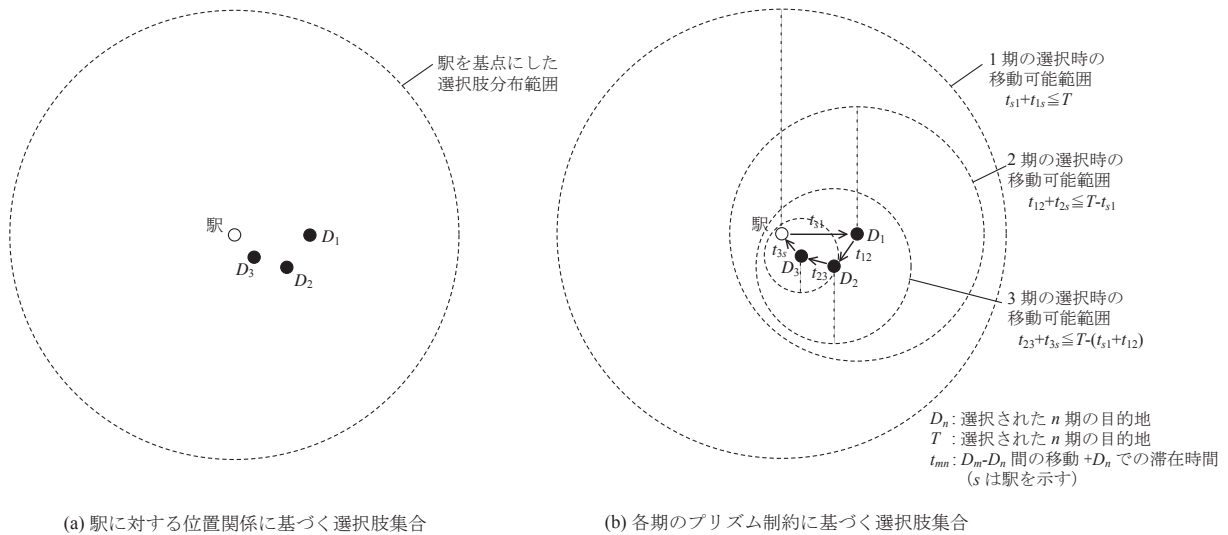 駅を基点にした
選択肢分布範囲
駅
D1
D3
D2
(a) 駅に対する位置関係に基づく選択肢集合
1 期の選択時の
移動可能範囲
ts1+t1s≦T
2 期の選択時の
移動可能範囲
t12+t2s≦T-ts1
駅
t31
D1
t3s
t12
D3
t23
D2
3 期の選択時の
移動可能範囲
t23+t3s≦T-(ts1+t12)
Dn : 選択された n 期の目的地
T : 選択された n 期の目的地
tmn : Dm-Dn 間の移動 +Dn での滞在時間
（s は駅を示す）
(b) 各期のプリズム制約に基づく選択肢集合